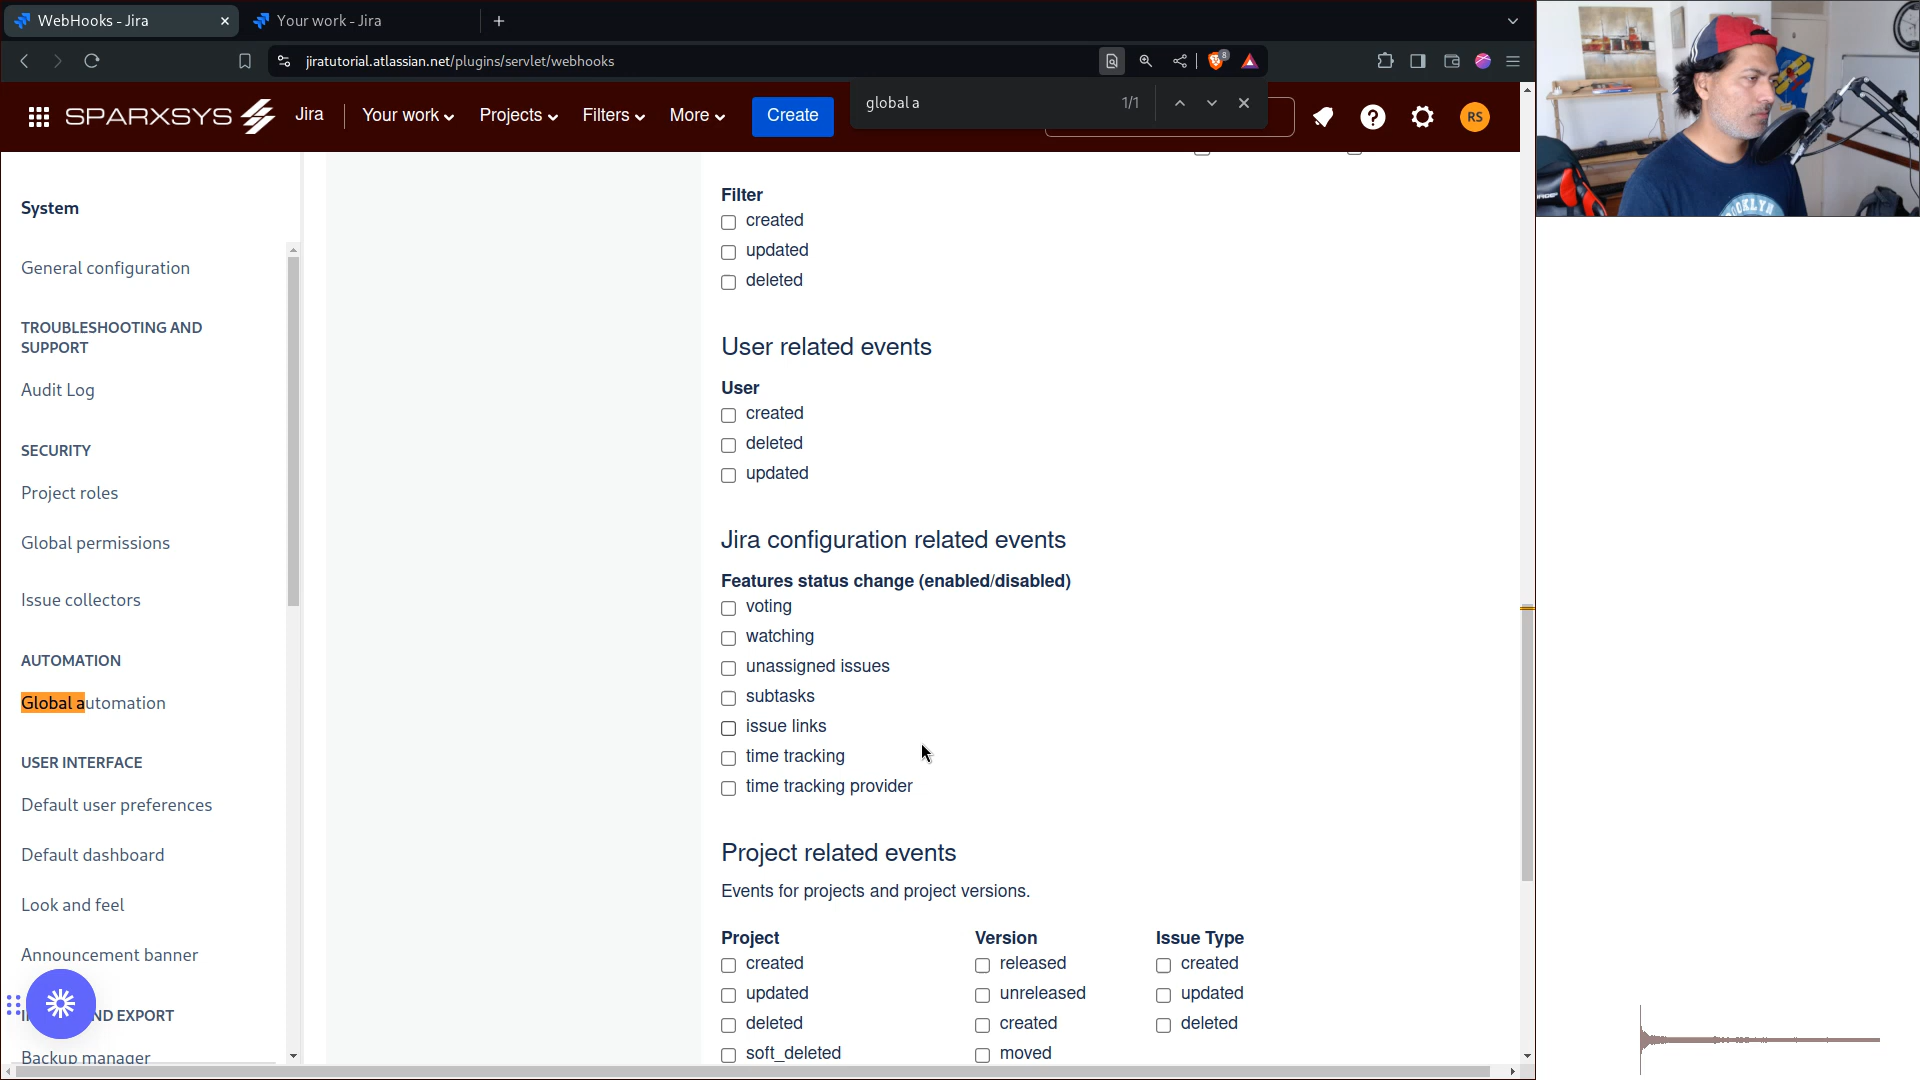 WebHooks - Jira
Your work - Jira
jiratutorial.atlassian.net/plugins/servlet/webhooks
8
global a
1/1
SPARXSYS
Jira
Your work
Projects
Filters
More
Create
RS
System
General configuration
TROUBLESHOOTING AND
SUPPORT
Audit Log
SECURITY
Project roles
Global permissions
Issue collectors
AUTOMATION
Global automation
USER INTERFACE
Default user preferences
Default dashboard
Look and feel
Announcement banner
ND EXPORT
Backup manager
Filter
created
updated
deleted
User related events
User
created
deleted
updated
Jira configuration related events
Features status change (enabled/disabled)
voting
watching
unassigned issues
subtasks
issue links
time tracking
time tracking provider
Project related events
Events for projects and project versions.
Project
created
updated
deleted
soft_deleted
Version
released
unreleased
created
moved
Issue Type
created
updated
deleted